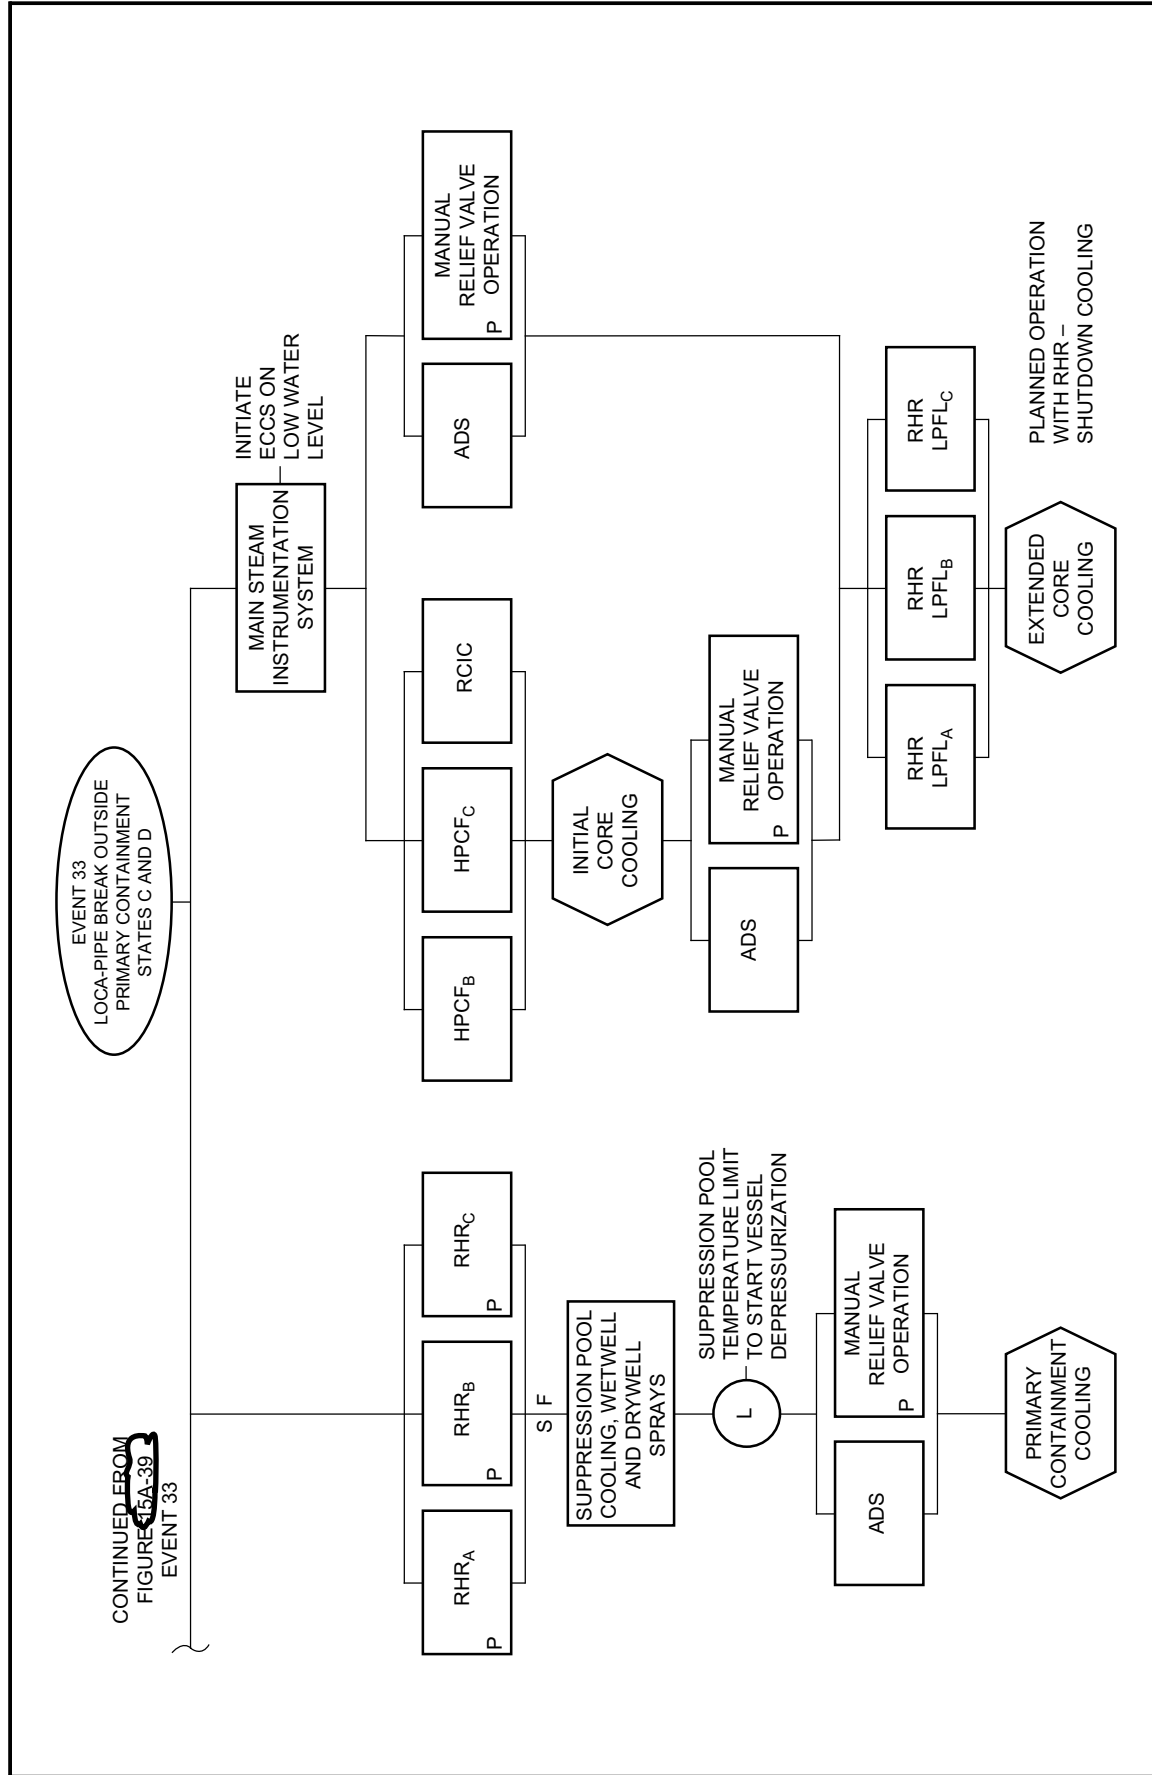 EVENT 33
LOCA-PIPE BREAK OUTSIDE
PRIMARY CONTAINMENT
STATES C AND D
CONTINUED FROM
FIGURE 15A-39
EVENT 33
RHRA
P
RHRB
P
RHRC
P
S F
SUPPRESSION POOL
COOLING, WETWELL
AND DRYWELL
SPRAYS
L
SUPPRESSION POOL
TEMPERATURE LIMIT
TO START VESSEL
DEPRESSURIZATION
ADS
MANUAL
RELIEF VALVE
OPERATION
P
PRIMARY
CONTAINMENT
COOLING
MAIN STEAM
INSTRUMENTATION
SYSTEM
INITIATE
ECCS ON
LOW WATER
LEVEL
HPCFB
HPCFC
RCIC
INITIAL
CORE
COOLING
ADS
MANUAL
RELIEF VALVE
OPERATION
P
ADS
MANUAL
RELIEF VALVE
OPERATION
P
RHR
LPFLA
RHR
LPFLB
RHR
LPFLC
EXTENDED
CORE
COOLING
PLANNED OPERATION
WITH RHR –
SHUTDOWN COOLING